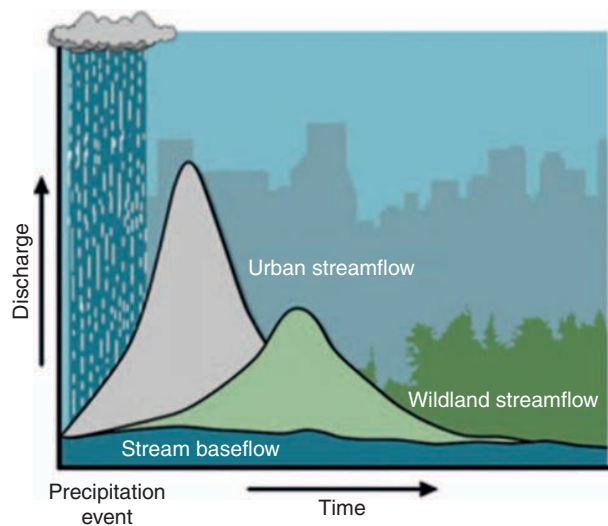 Discharge
Urban streamflow
Wildland streamflow
Stream baseflow
Precipitation
event
Time